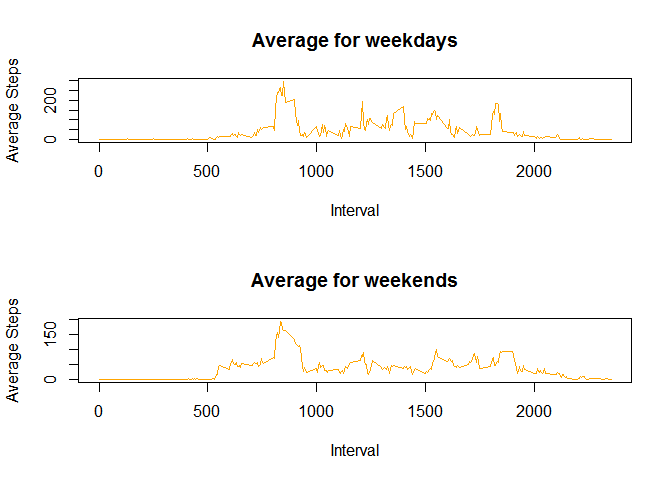 Average for weekdays
Average Steps
200
0
0 500 1000 1500 2000
Interval
Average for weekends
Average Steps
150
0
0 500 1000 1500 2000
Interval